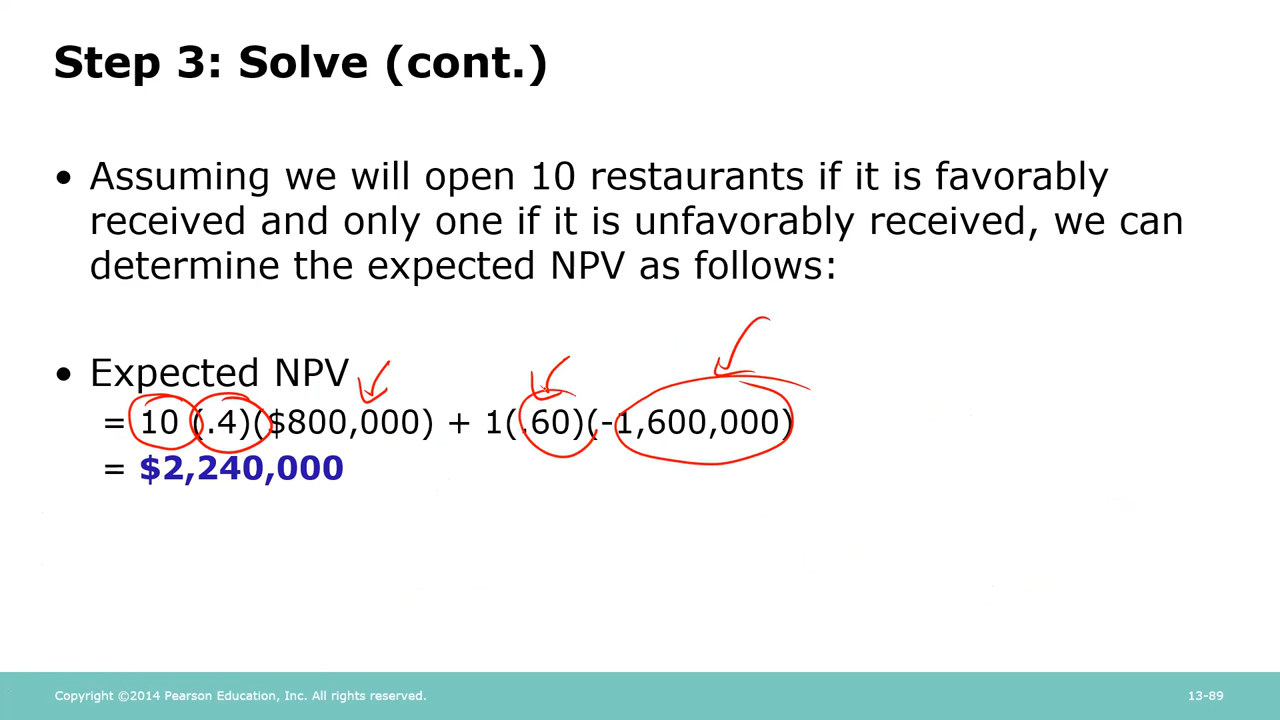 Step 3: Solve (cont.)
• Assuming we will open 10 restaurants if it is favorably
received and only one if it is unfavorably received, we can
determine the expected NPV as follows:
• Expected NPV
= 10 (.4)($800,000) + 1(.60)(-1,600,000)
= $2,240,000
Copyright ©2014 Pearson Education, Inc. All rights reserved.
13-89